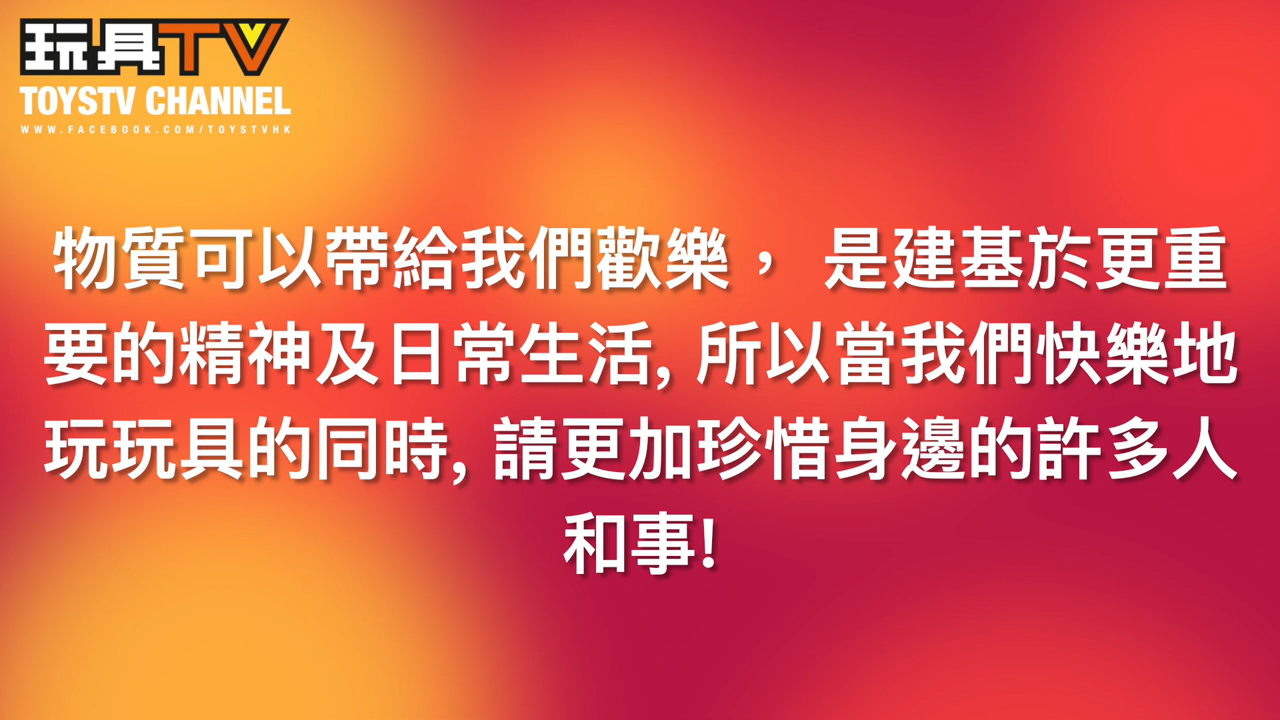 玩具TV
TOYSTV CHANNEL
WWW.FACEBOOK.COM/TOYSTVHK
物質可以帶給我們歡樂， 是建基於更重
要的精神及日常生活, 所以當我們快樂地
玩玩具的同時, 請更加珍惜身邊的許多人
和事!